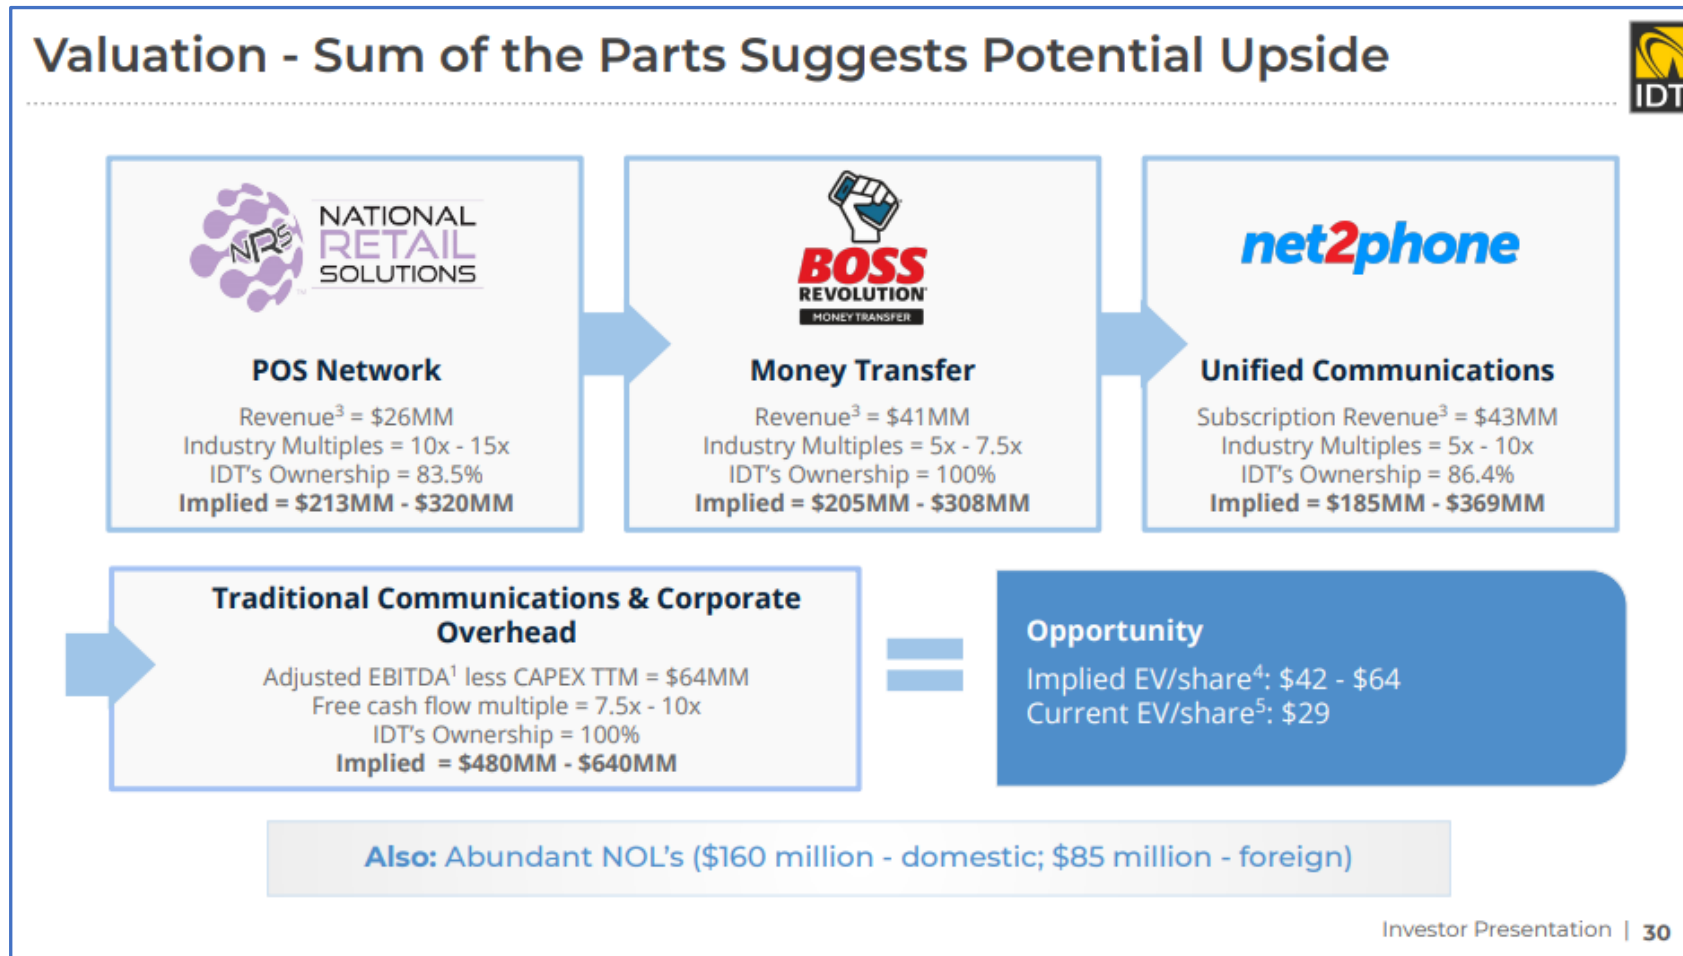 Valuation - Sum of the Parts Suggests Potential Upside
IDT
NRS
NATIONAL
RETAIL
SOLUTIONS
™
POS Network
Revenue³ = $26MM
Industry Multiples = 10x - 15x
IDT's Ownership = 83.5%
Implied = $213MM - $320MM
BOSS
REVOLUTION
MONEY TRANSFER
Money Transfer
Revenue³ = $41MM
Industry Multiples = 5x - 7.5x
IDT's Ownership = 100%
Implied = $205MM - $308MM
net2phone
Unified Communications
Subscription Revenue³ = $43MM
Industry Multiples = 5x - 10x
IDT's Ownership = 86.4%
Implied = $185MM - $369MM
Traditional Communications & Corporate
Overhead
Adjusted EBITDA¹ less CAPEX TTM = $64MM
Free cash flow multiple = 7.5x - 10x
IDT's Ownership = 100%
Implied = $480MM - $640MM
Opportunity
Implied EV/share⁴: $42 - $64
Current EV/share⁵: $29
Also: Abundant NOL's ($160 million - domestic; $85 million - foreign)
Investor Presentation | 30